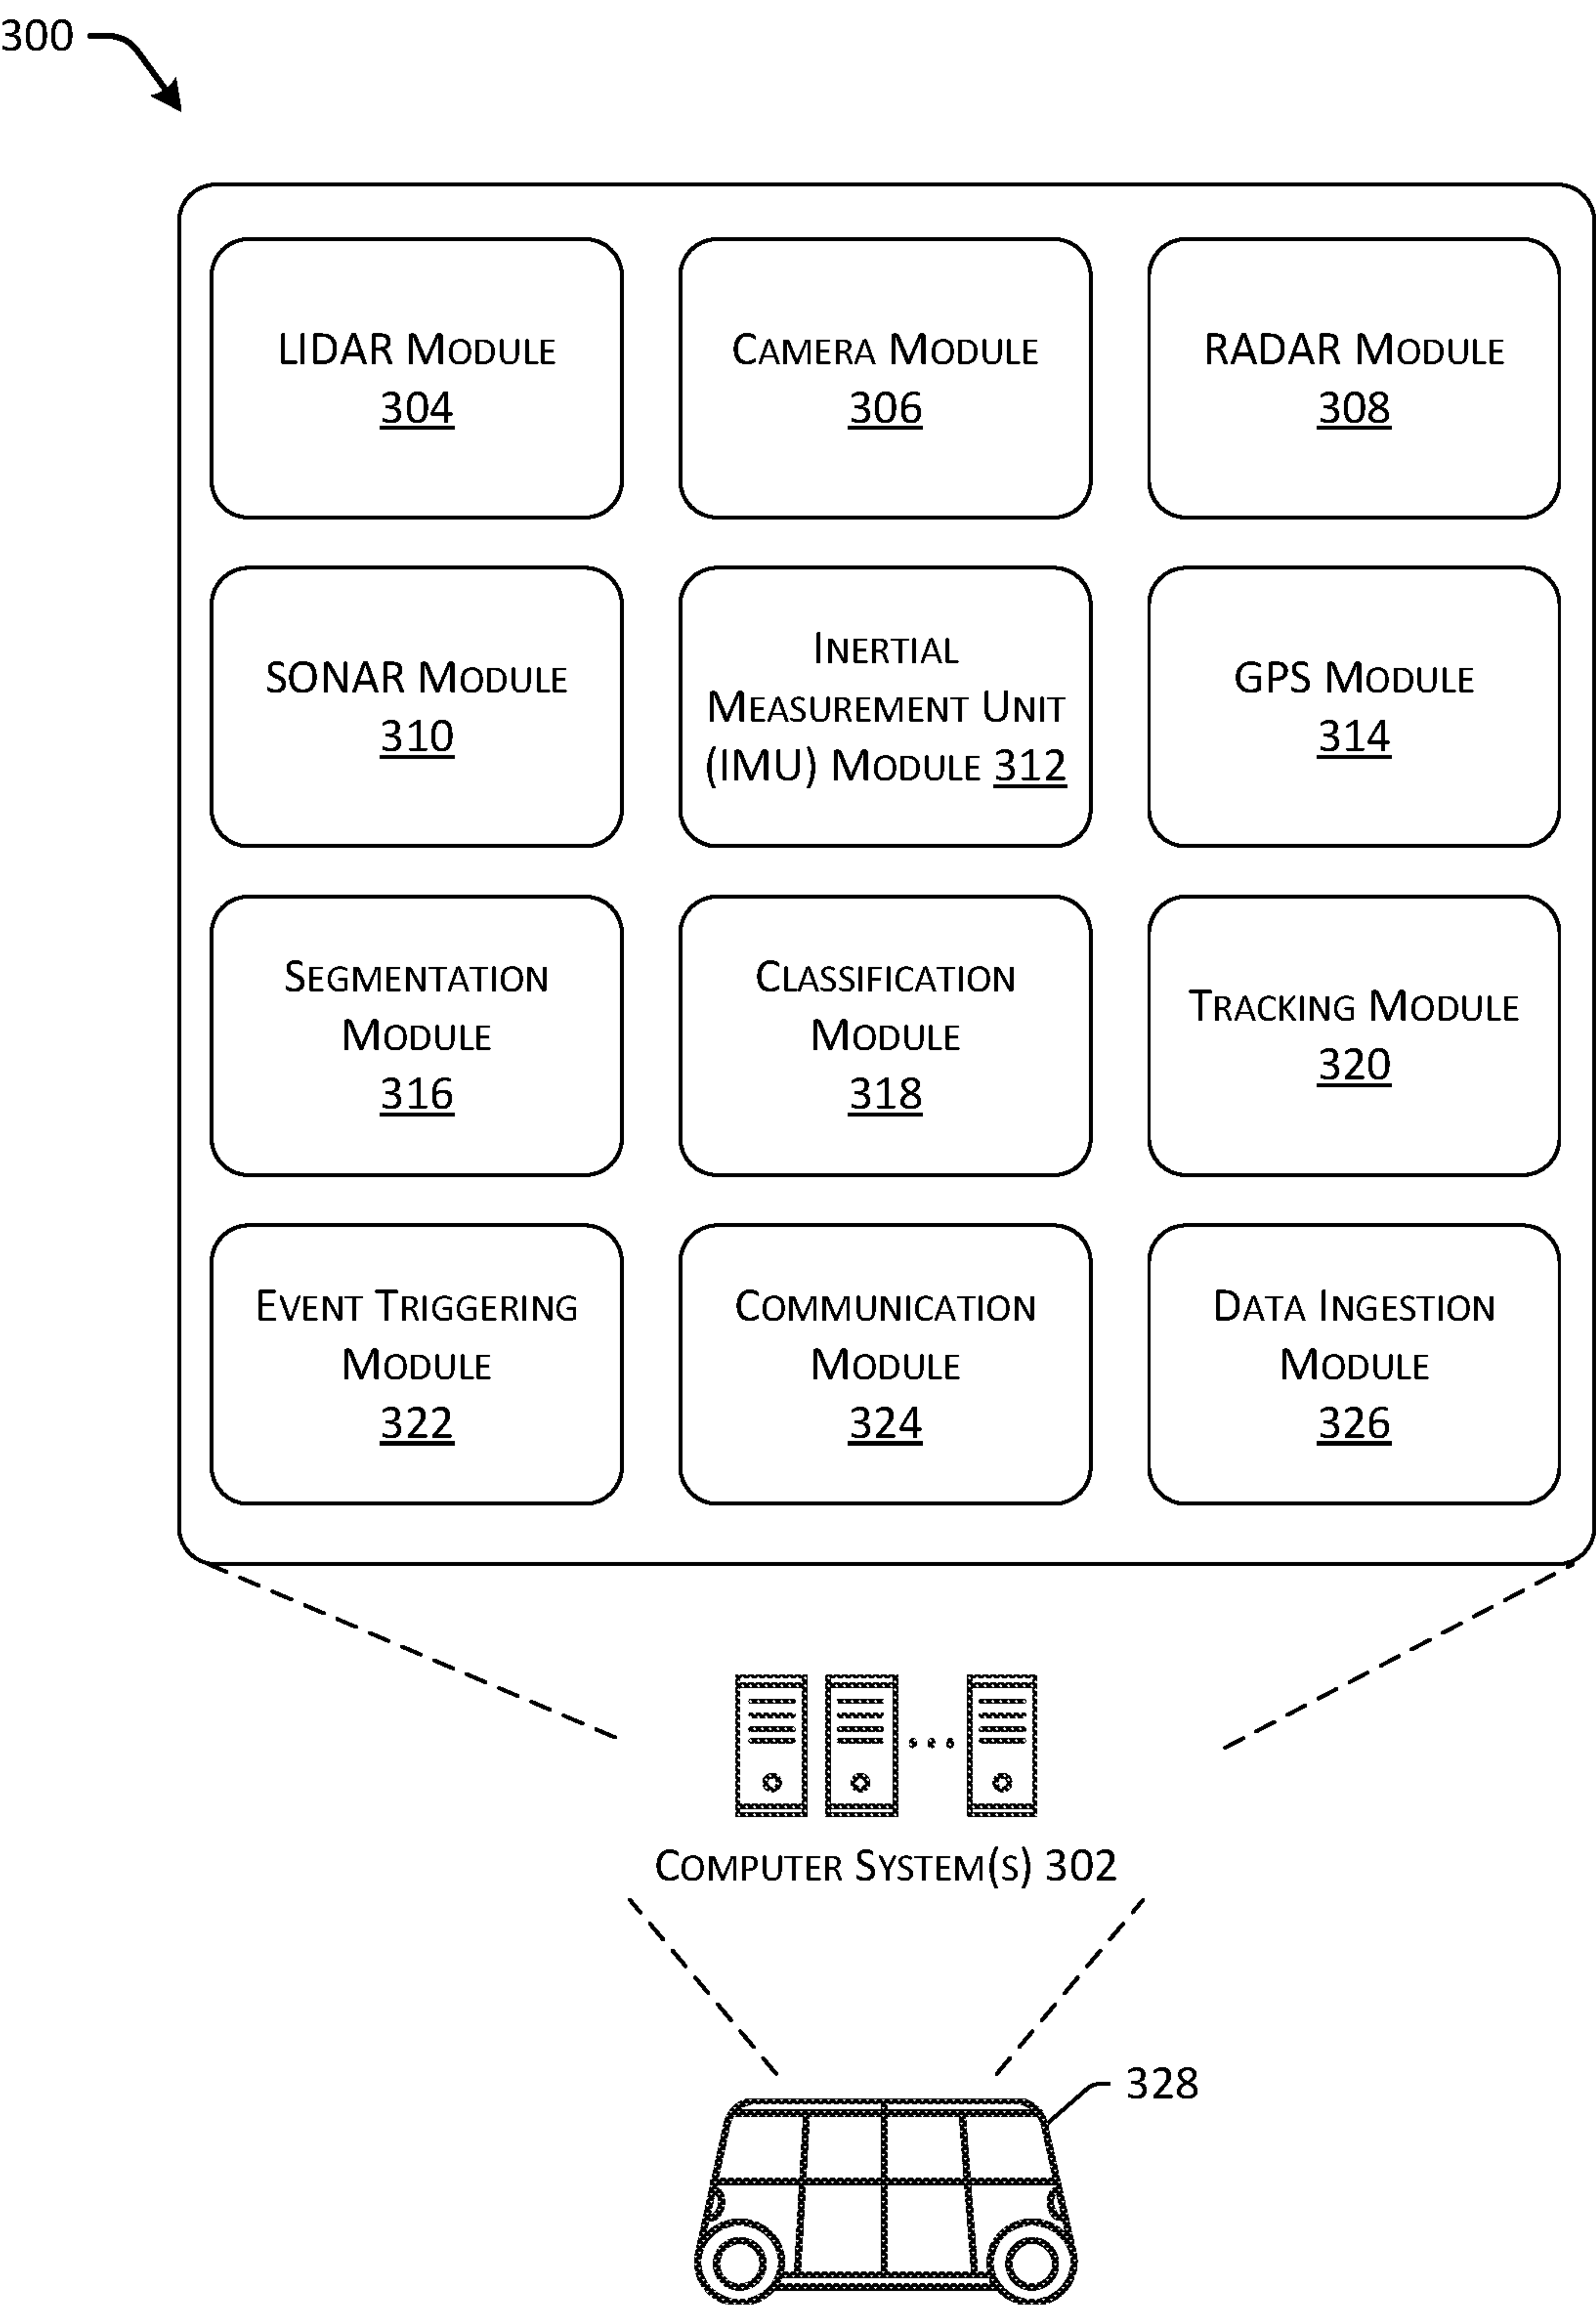 300
LIDAR MODULE
304
CAMERA MODULE
306
RADAR MODULE
308
SONAR MODULE
310
INERTIAL
MEASUREMENT UNIT
(IMU) MODULE 312
GPS MODULE
314
SEGMENTATION
MODULE
316
CLASSIFICATION
MODULE
318
TRACKING MODULE
320
EVENT TRIGGERING
MODULE
322
COMMUNICATION
MODULE
324
DATA INGESTION
MODULE
326
COMPUTER SYSTEM(S) 302
328